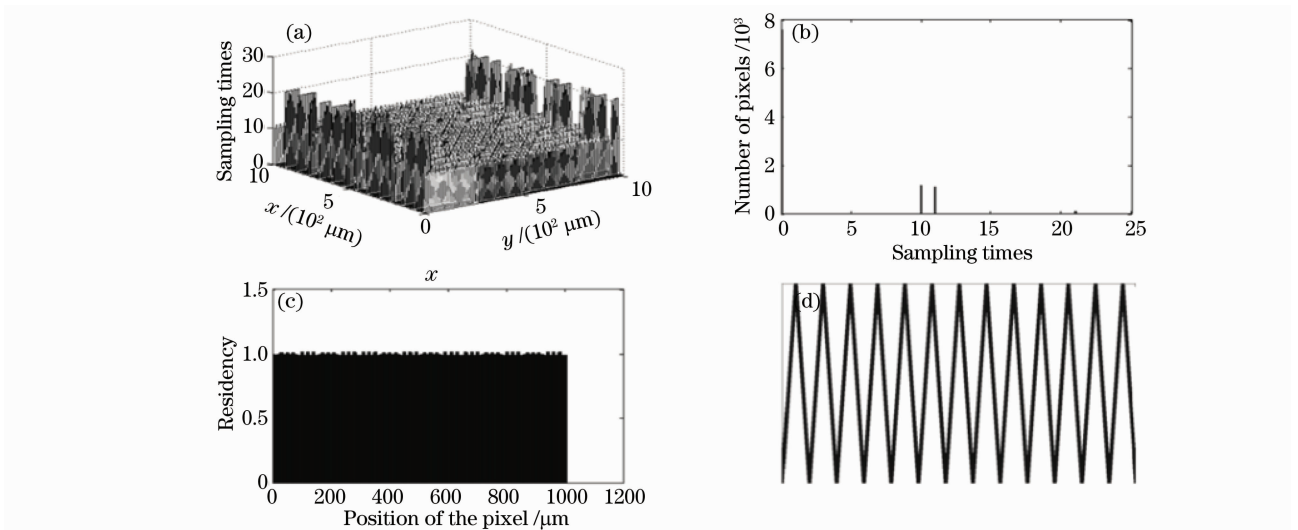 (a)
Sampling times
30
20
10
0
10
5
0
x /(10² μm)
5
10
y /(10² μm)
(b)
Number of pixels /10³
8
6
4
2
0
0 5 10 15 20 25
Sampling times
x
(c)
Residency
1.5
1.0
0.5
0
0 200 400 600 800 1000 1200
Position of the pixel /μm
(d)